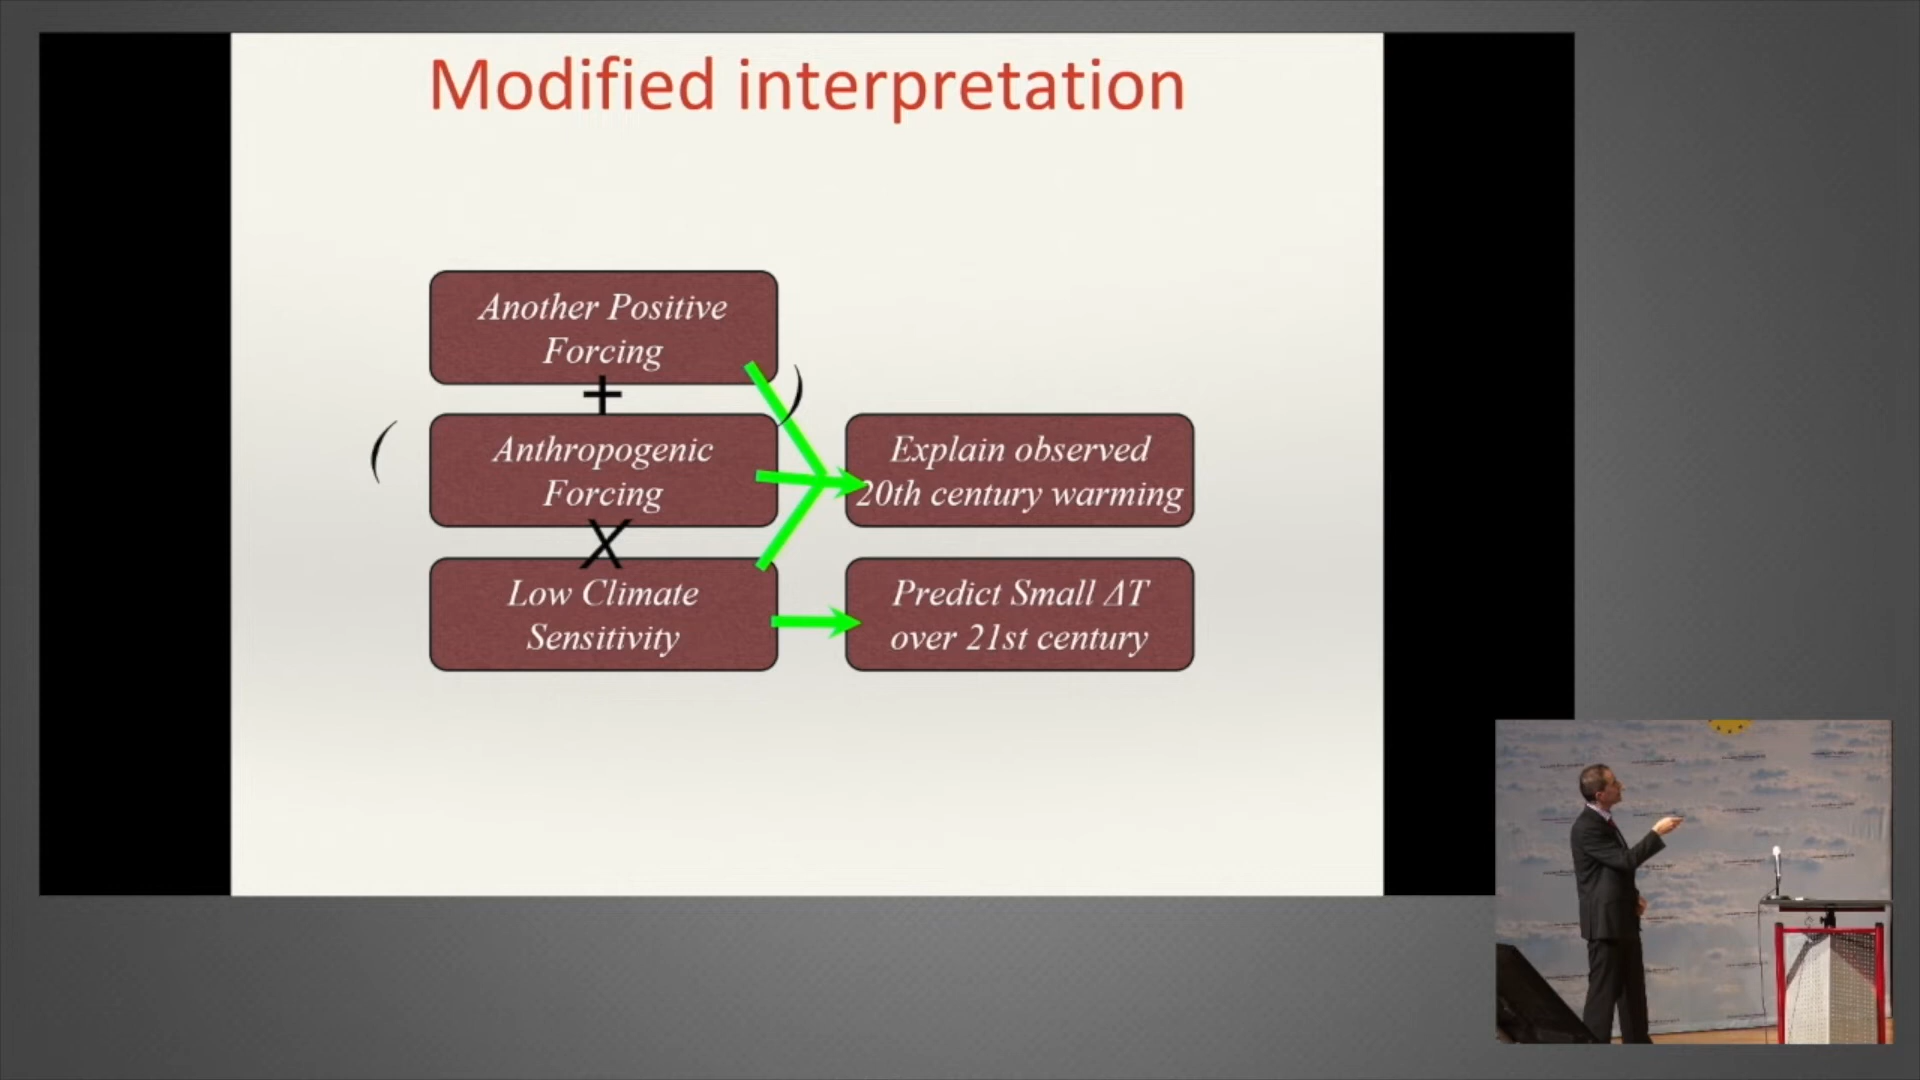 Modified interpretation
Another Positive
Forcing
+
(
)
Anthropogenic
Forcing
X
Low Climate
Sensitivity
Explain observed
20th century warming
Predict Small ΔT
over 21st century